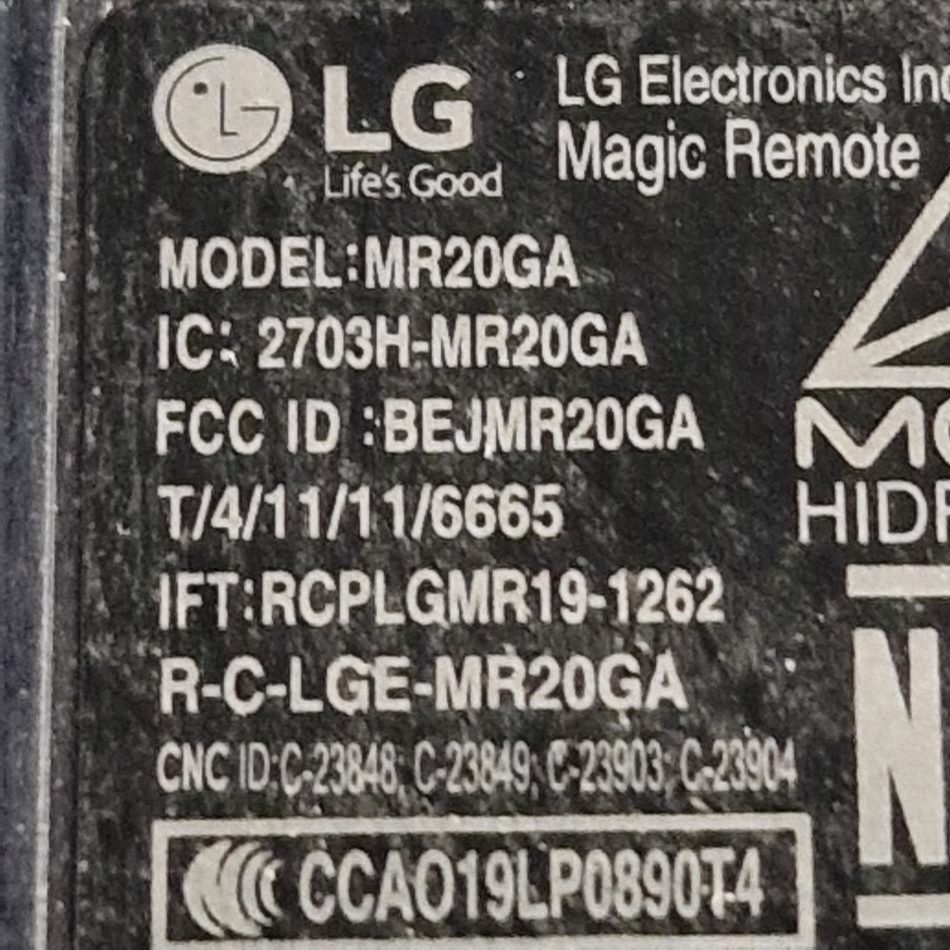 LG
Life's Good
LG Electronics Inc
Magic Remote
MODEL:MR20GA
IC: 2703H-MR20GA
FCC ID :BEJMR20GA
T/4/11/11/6665
IFT:RCPLGMR19-1262
R-C-LGE-MR20GA
CNC ID:C-23848; C-23849; C-23903; C-23904
CCAO19LP0890T4
HID
N